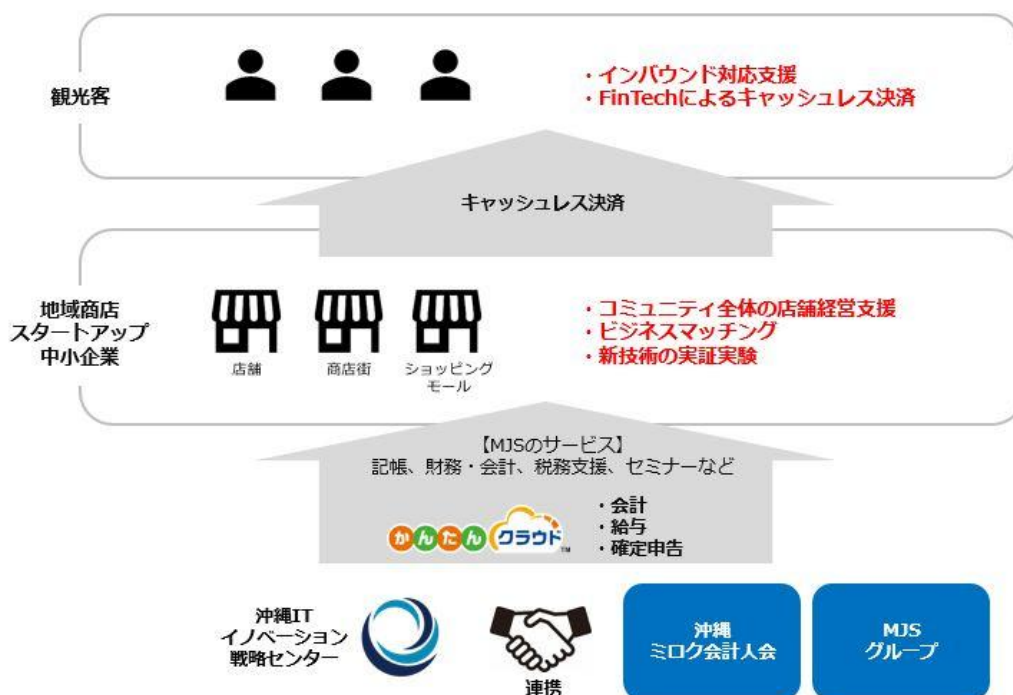 観光客
・インバウンド対応支援
・FinTechによるキャッシュレス決済
キャッシュレス決済
地域商店
スタートアップ
中小企業
店舗
商店街
ショッピング
モール
・コミュニティ全体の店舗経営支援
・ビジネスマッチング
・新技術の実証実験
【MJSのサービス】
記帳、財務・会計、税務支援、セミナーなど
かんたんクラウド™
・会計
・給与
・確定申告
沖縄IT
イノベーション
戦略センター
連携
沖縄
ミロク会計人会
MJS
グループ